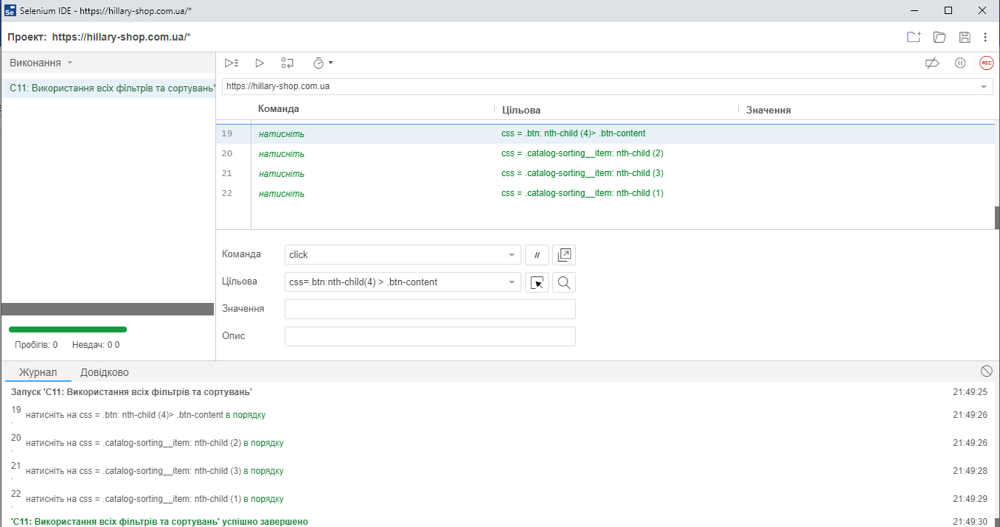 Selenium IDE - https://hillary-shop.com.ua/*
Проект: https://hillary-shop.com.ua/*
Виконання
C11: Використання всіх фільтрів та сортувань*
REC
https://hillary-shop.com.ua
Команда Цільова Значення
19 натисніть css = .btn: nth-child (4)> .btn-content
20 натисніть css = .catalog-sorting__item: nth-child (2)
21 натисніть css = .catalog-sorting__item: nth-child (3)
22 натисніть css = .catalog-sorting__item: nth-child (1)
Команда click //
Цільова css=.btn:nth-child(4) > .btn-content
Значення
Опис
Пробігів: 0 Невдач: 0 0
Журнал Довідково
Запуск 'C11: Використання всіх фільтрів та сортувань' 21:49:25
19. натисніть на css = .btn: nth-child (4)> .btn-content в порядку 21:49:26
20. натисніть на css = .catalog-sorting__item: nth-child (2) в порядку 21:49:26
21. натисніть на css = .catalog-sorting__item: nth-child (3) в порядку 21:49:28
22. натисніть на css = .catalog-sorting__item: nth-child (1) в порядку 21:49:29
'C11: Використання всіх фільтрів та сортувань' успішно завершено 21:49:30